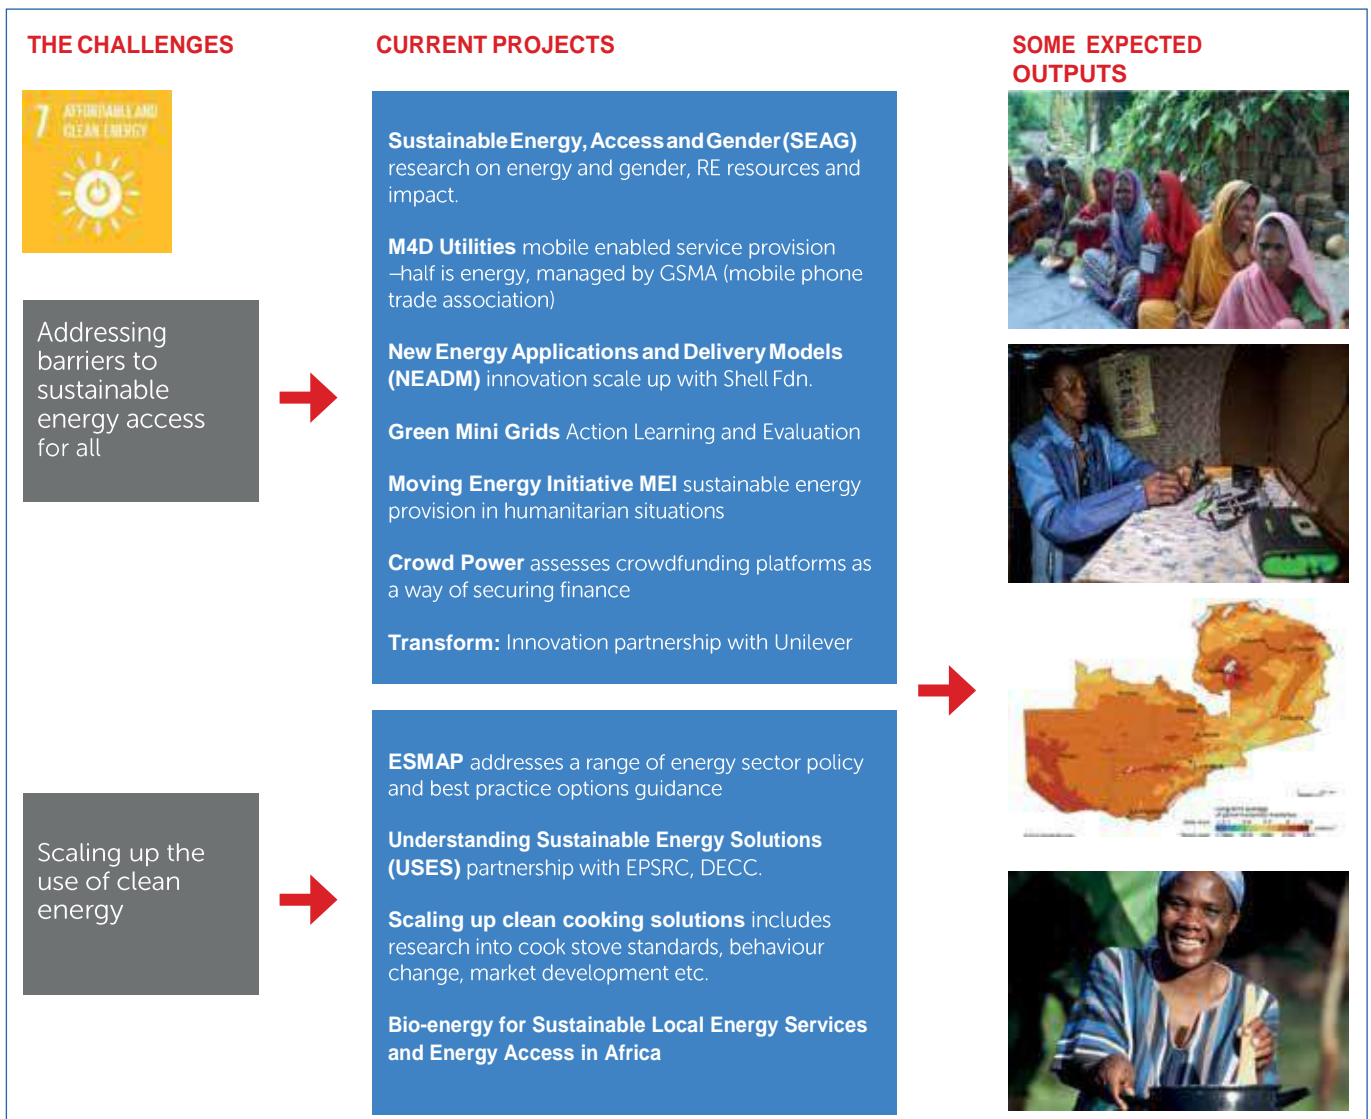 THE CHALLENGES
CURRENT PROJECTS
SOME EXPECTED
OUTPUTS
7 AFFORDABLE AND
CLEAN ENERGY
Addressing
barriers to
sustainable
energy access
for all
Sustainable Energy, Access and Gender (SEAG)
research on energy and gender, RE resources and
impact.
M4D Utilities mobile enabled service provision
–half is energy, managed by GSMA (mobile phone
trade association)
New Energy Applications and Delivery Models
(NEADM) innovation scale up with Shell Fdn.
Green Mini Grids Action Learning and Evaluation
Moving Energy Initiative MEI sustainable energy
provision in humanitarian situations
Crowd Power assesses crowdfunding platforms as
a way of securing finance
Transform: Innovation partnership with Unilever
Scaling up the
use of clean
energy
ESMAP addresses a range of energy sector policy
and best practice options guidance
Understanding Sustainable Energy Solutions
(USES) partnership with EPSRC, DECC.
Scaling up clean cooking solutions includes
research into cook stove standards, behaviour
change, market development etc.
Bio-energy for Sustainable Local Energy Services
and Energy Access in Africa